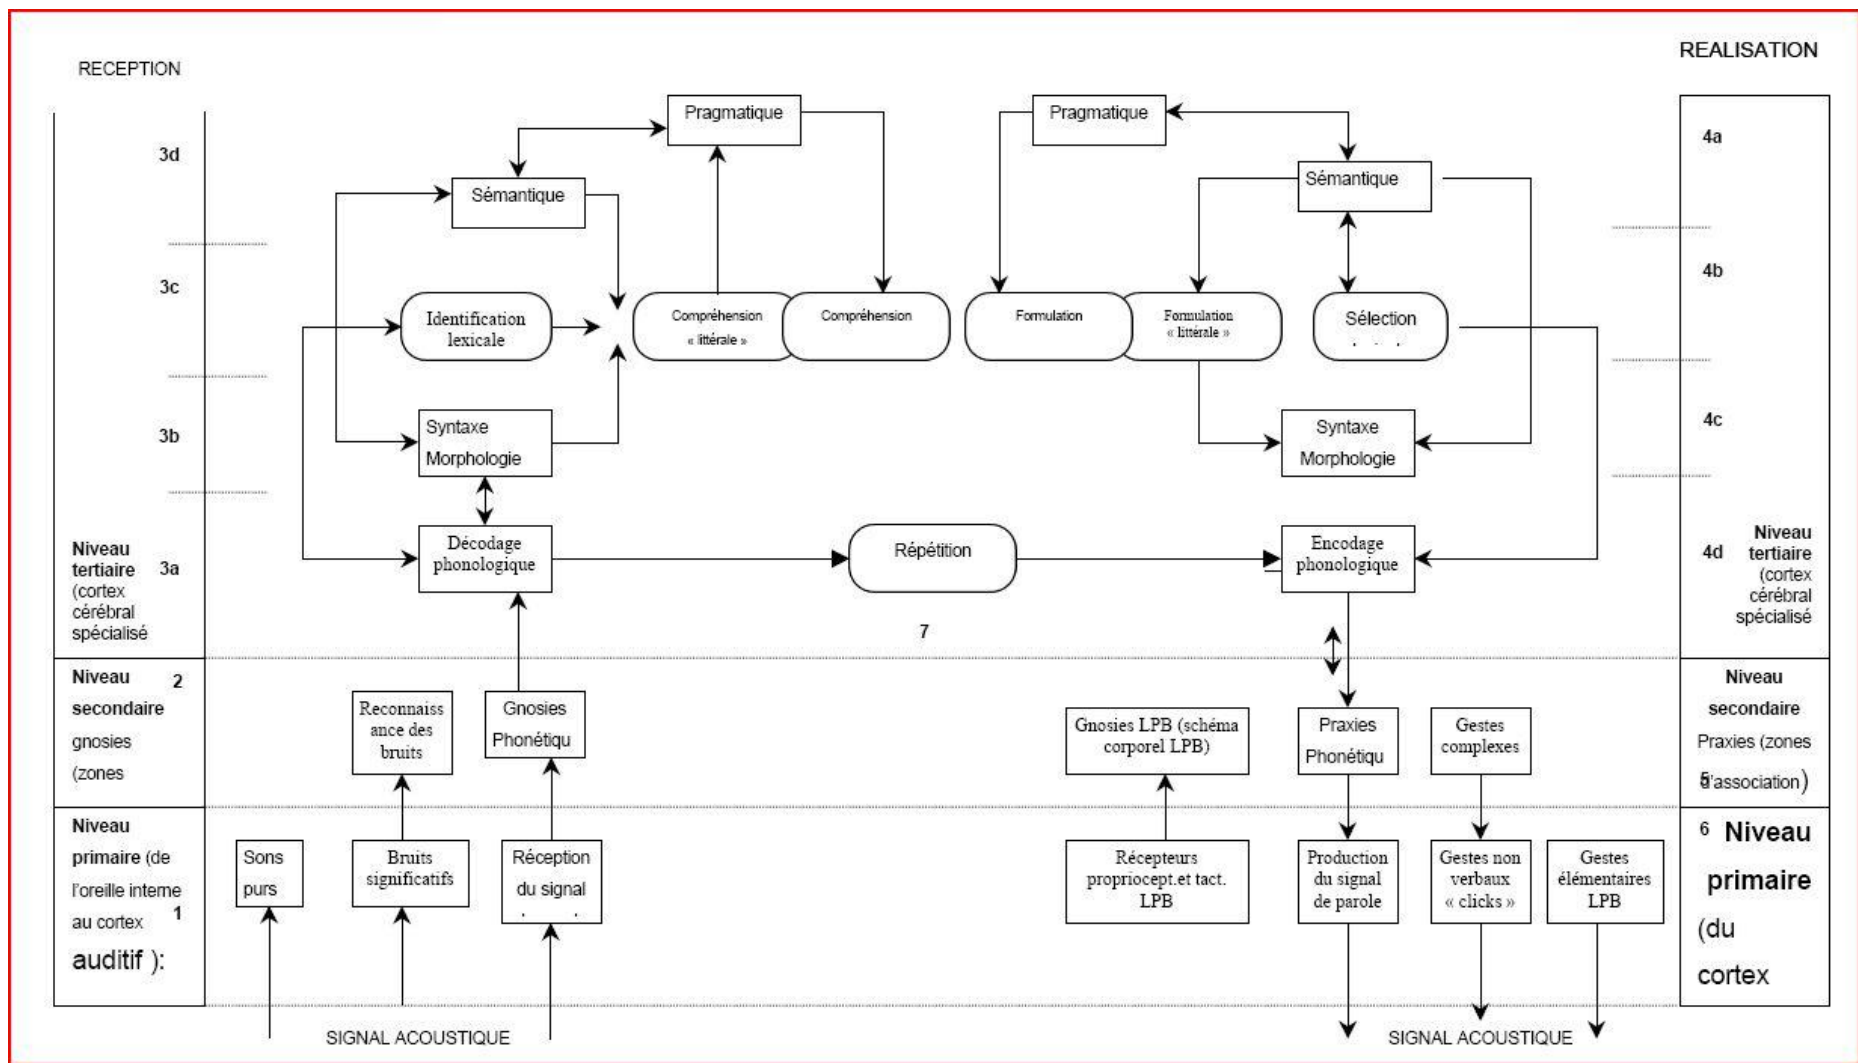 RECEPTION
REALISATION
3d
3c
3b
Niveau
tertiaire 3a
(cortex
cérébral
spécialisé
Niveau 2
secondaire
gnosies
(zones
Niveau
primaire (de
l'oreille interne
au cortex 1
auditif ):
Pragmatique
Sémantique
Identification
lexicale
Compréhension
« littérale »
Compréhension
Syntaxe
Morphologie
Décodage
phonologique
Répétition
7
Reconnaiss
ance des
bruits
Gnosies
Phonétiqu
Sons
purs
Bruits
significatifs
Réception
du signal
SIGNAL ACOUSTIQUE
Pragmatique
Sémantique
Formulation
Formulation
« littérale »
Sélection
Syntaxe
Morphologie
Encodage
phonologique
Gnosies LPB (schéma
corporel LPB)
Praxies
Phonétiqu
Gestes
complexes
Récepteurs
propriocept.et tact.
LPB
Production
du signal
de parole
Gestes non
verbaux
« clicks »
Gestes
élémentaires
LPB
SIGNAL ACOUSTIQUE
4a
4b
4c
Niveau
4d tertiaire
(cortex
cérébral
spécialisé
Niveau
secondaire
Praxies (zones
5 d'association)
6 Niveau
primaire
(du
cortex